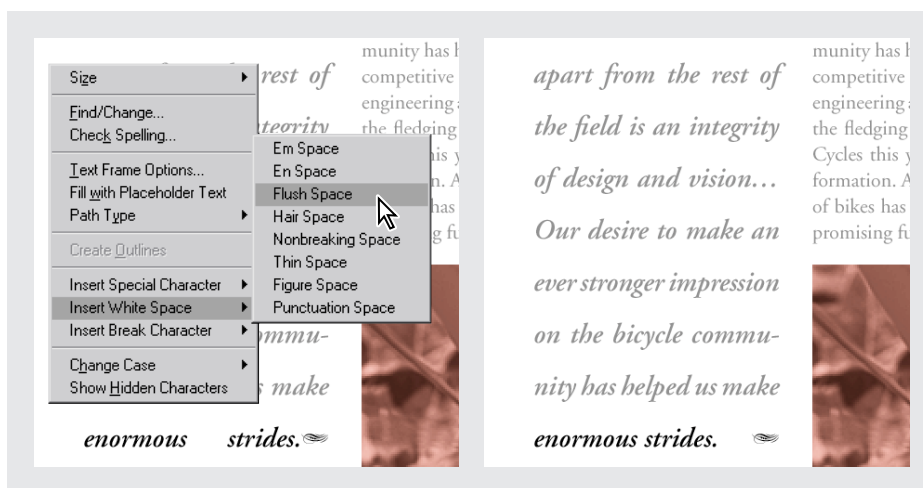 rest of
Size
Find/Change...
Check Spelling...
Text Frame Options...
Fill with Placeholder Text
Path Type
Create Outlines
Insert Special Character
Insert White Space
Insert Break Character
Change Case
Show Hidden Characters
ntegrity
Em Space
En Space
Flush Space
Hair Space
Nonbreaking Space
Thin Space
Figure Space
Punctuation Space
ommu-
s make
enormous strides.
munity has
competitive
engineering
the fledging
his y
n. A
has
g fu
apart from the rest of
the field is an integrity
of design and vision...
Our desire to make an
ever stronger impression
on the bicycle commu-
nity has helped us make
enormous strides.
munity has
competitive
engineering
the fledging
Cycles this y
formation. A
of bikes has
promising fu